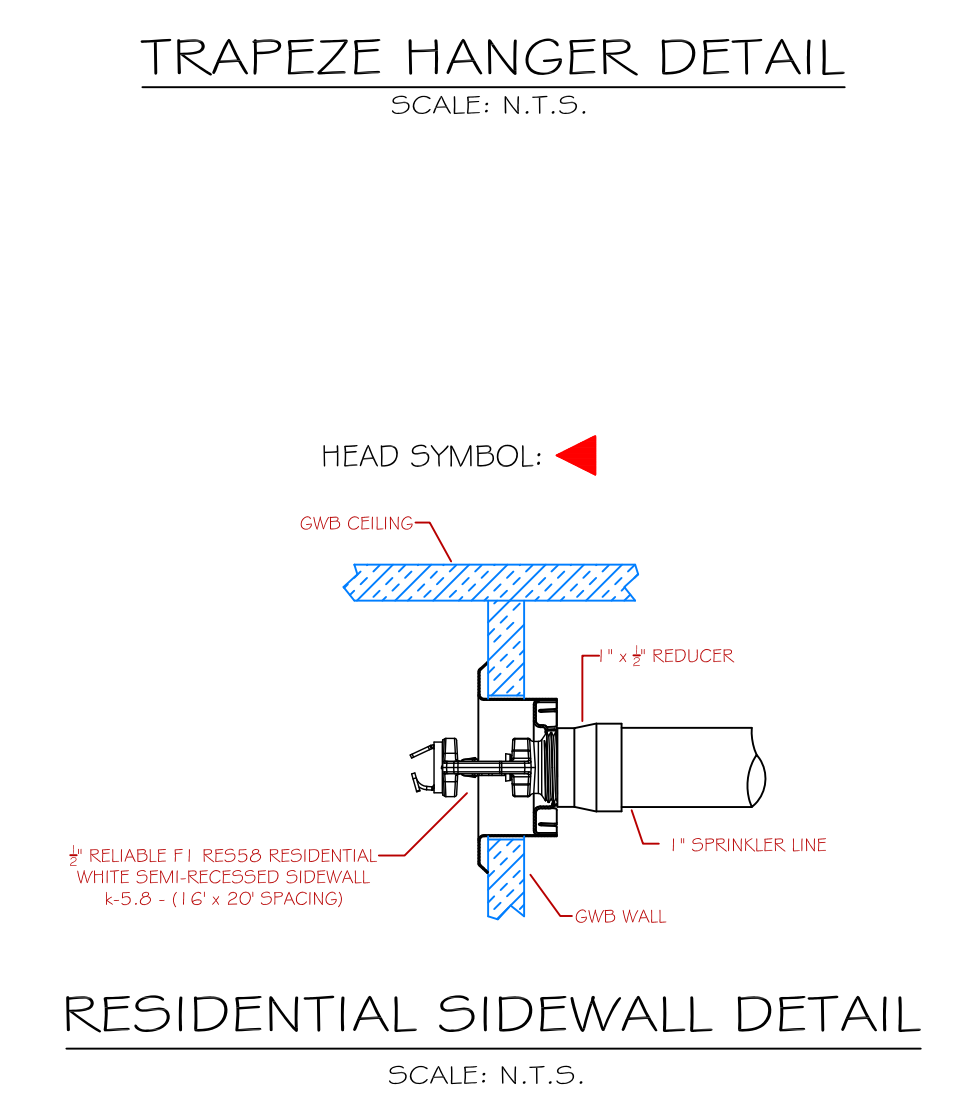 TRAPEZE HANGER DETAIL
SCALE: N.T.S.
HEAD SYMBOL:
GWB CEILING
1" x ½" REDUCER
1" SPRINKLER LINE
½" RELIABLE F1 RES58 RESIDENTIAL
WHITE SEMI-RECESSED SIDEWALL
k-5.8 - (16' x 20' SPACING)
GWB WALL
RESIDENTIAL SIDEWALL DETAIL
SCALE: N.T.S.